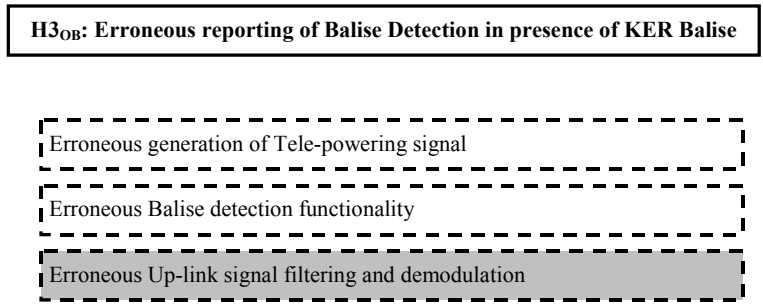 H3OB: Erroneous reporting of Balise Detection in presence of KER Balise
Erroneous generation of Tele-powering signal
Erroneous Balise detection functionality
Erroneous Up-link signal filtering and demodulation